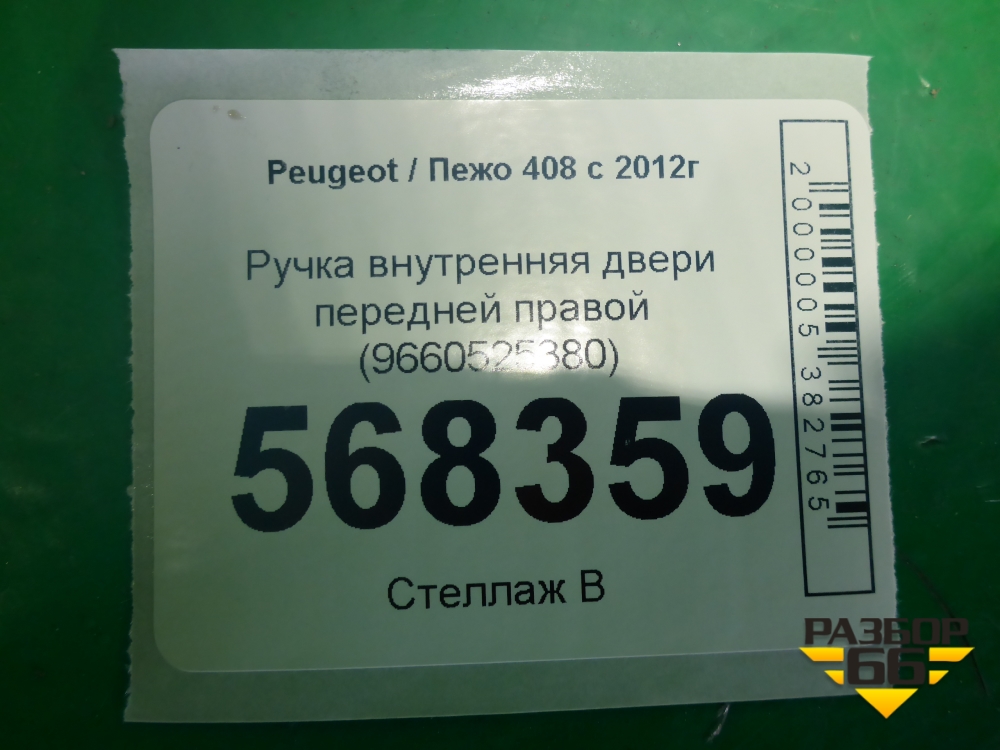 Peugeot / Пежо 408 с 2012г
Ручка внутренняя двери
передней правой
(9660525380)
568359
Стеллаж В
2000005382765
РАЗБОР
66